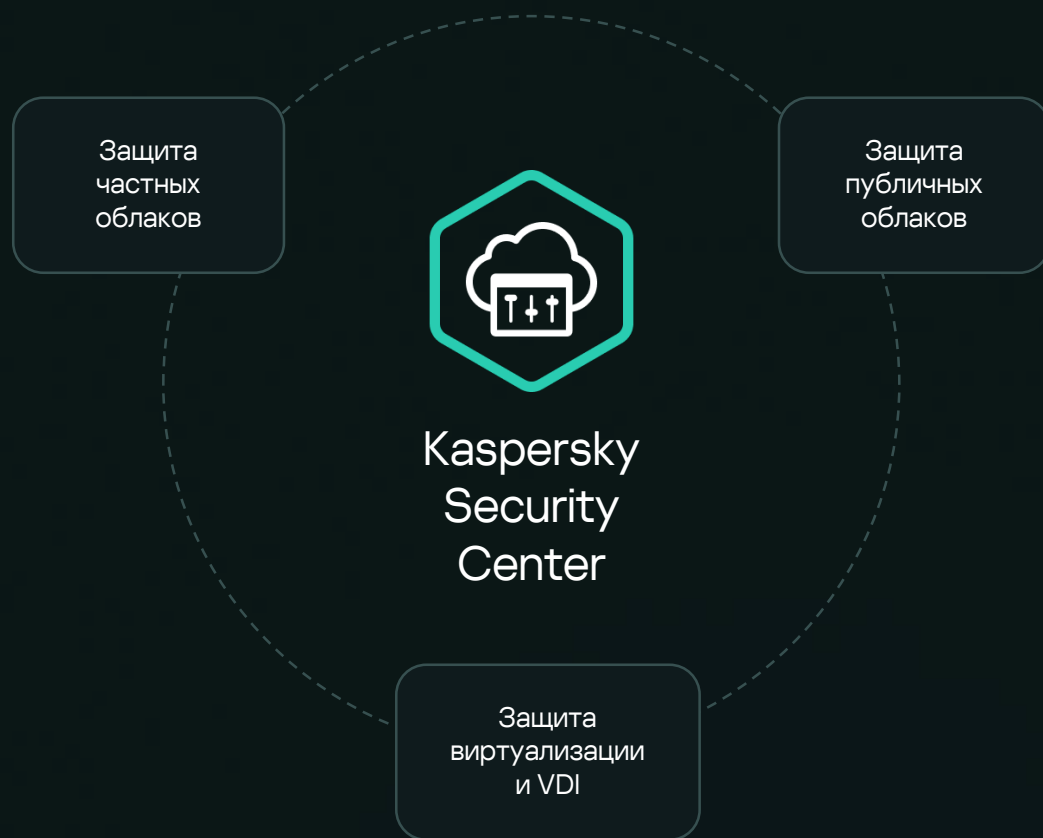 Защита
частных
облаков
Защита
публичных
облаков
Kaspersky
Security
Center
Защита
виртуализации
и VDI